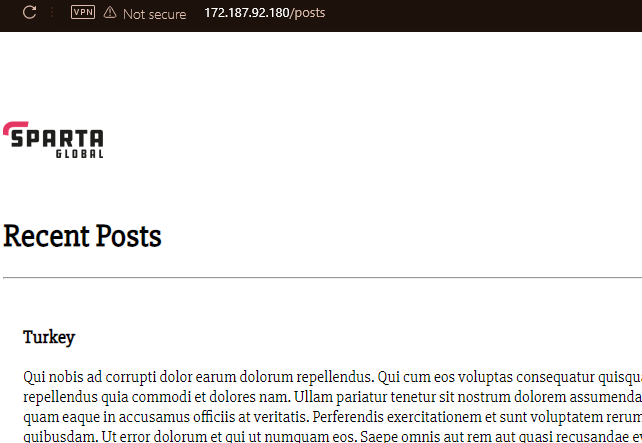 VPN Not secure 172.187.92.180/posts
SPARTA
GLOBAL
Recent Posts
Turkey
Qui nobis ad corrupti dolor earum dolorum repellendus. Qui cum eos voluptas consequatur quisqu
repellendus quia commodi et dolores nam. Ullam pariatur tenetur sit nostrum dolorem assumenda
quam eaque in accusamus officiis at veritatis. Perferendis exercitationem et sunt voluptatem rerum
quibusdam. Ut error dolorum et qui ut numquam eos. Saepe omnis aut rem aut quasi recusandae e